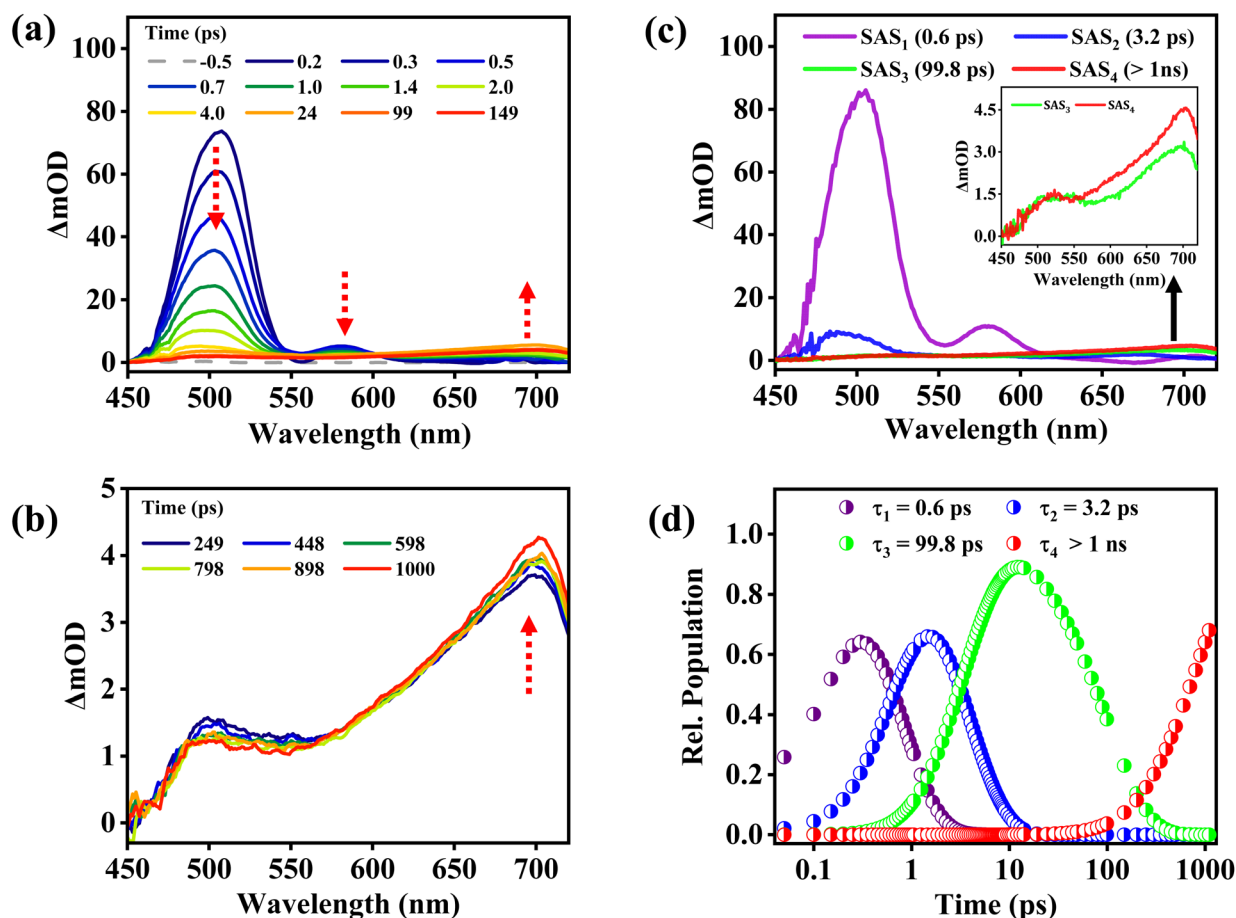 (a)
Time (ps)
-0.5 0.2 0.3 0.5
0.7 1.0 1.4 2.0
4.0 24 99 149
100
80
60
40
20
0
ΔmOD
450 500 550 600 650 700
Wavelength (nm)
(c)
SAS₁ (0.6 ps) SAS₂ (3.2 ps)
SAS₃ (99.8 ps) SAS₄ (> 1ns)
SAS₃ SAS₄
4.5
3.0
1.5
0.0
ΔmOD
450 500 550 600 650 700
Wavelength (nm)
100
80
60
40
20
0
ΔmOD
450 500 550 600 650 700
Wavelength (nm)
(b)
Time (ps)
249 448 598
798 898 1000
5
4
3
2
1
0
ΔmOD
450 500 550 600 650 700
Wavelength (nm)
(d)
τ₁ = 0.6 ps τ₂ = 3.2 ps
τ₃ = 99.8 ps τ₄ > 1 ns
1.0
0.8
0.6
0.4
0.2
0.0
Rel. Population
0.1 1 10 100 1000
Time (ps)